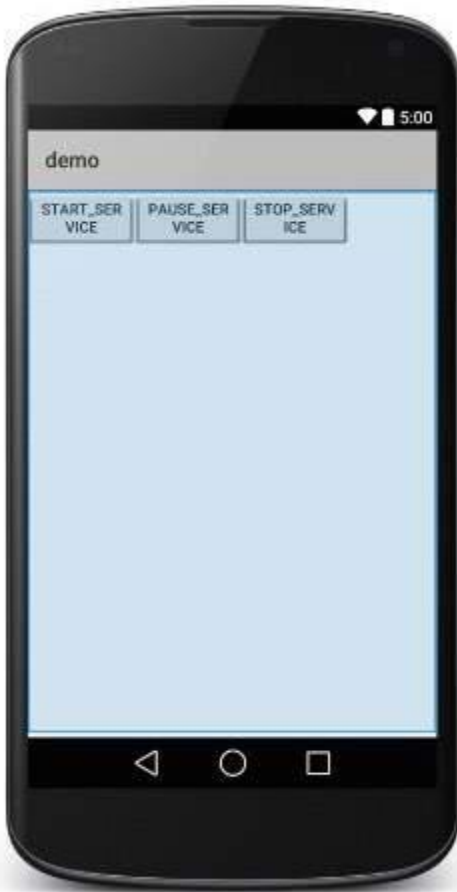 5:00
demo
START_SER
VICE
PAUSE_SER
VICE
STOP_SERV
ICE